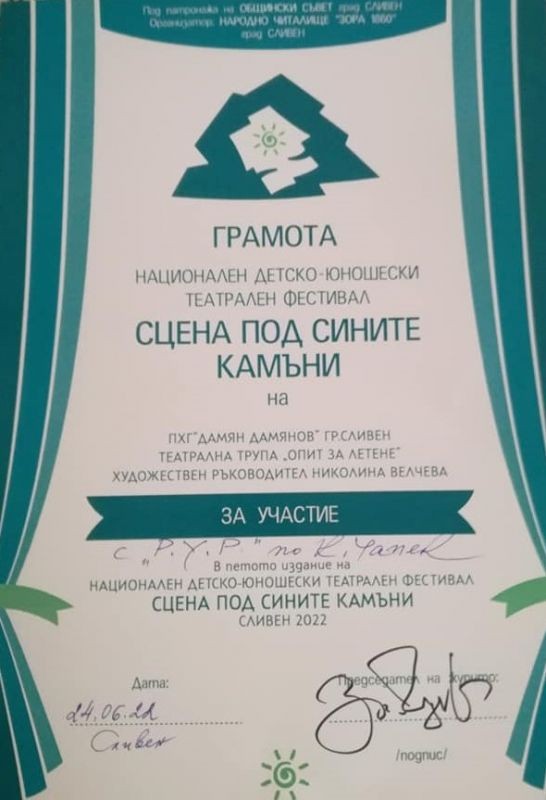 Под патронажа на ОБЩИНСКИ СЪВЕТ град СЛИВЕН
Организатор: НАРОДНО ЧИТАЛИЩЕ "ЗОРА 1860"
град СЛИВЕН
ГРАМОТА
НАЦИОНАЛЕН ДЕТСКО-ЮНОШЕСКИ
ТЕАТРАЛЕН ФЕСТИВАЛ
СЦЕНА ПОД СИНИТЕ
КАМЪНИ
на
ПХГ"ДАМЯН ДАМЯНОВ" ГР.СЛИВЕН
ТЕАТРАЛНА ТРУПА „ОПИТ ЗА ЛЕТЕНЕ"
ХУДОЖЕСТВЕН РЪКОВОДИТЕЛ НИКОЛИНА ВЕЛЧЕВА
ЗА УЧАСТИЕ
с „Р.У.Р." по К. Чапек
В петото издание на
НАЦИОНАЛЕН ДЕТСКО-ЮНОШЕСКИ ТЕАТРАЛЕН ФЕСТИВАЛ
СЦЕНА ПОД СИНИТЕ КАМЪНИ
СЛИВЕН 2022
Дата:
24.06.22
Сливен
Председател на журито:
/подпис/